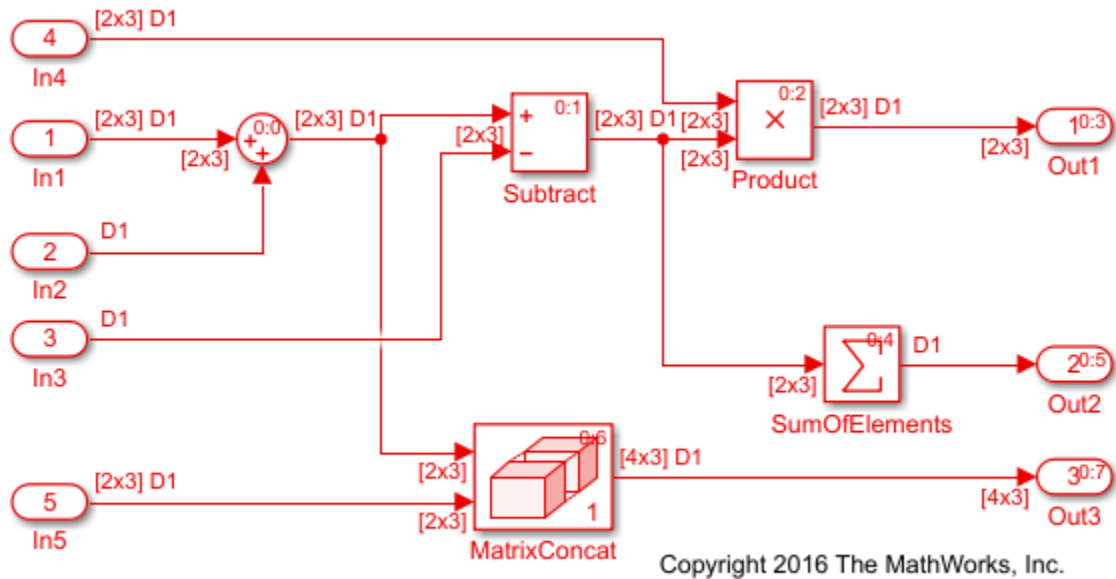 [2x3] D1
4
In4
0:2
×
[2x3] D1
[2x3]
[2x3]
Product
1 0:3
[2x3]
Out1
[2x3] D1
1
In1
[2x3]
0:0
+
+
[2x3] D1
0:1
+
−
[2x3]
[2x3] D1
Subtract
D1
2
In2
D1
3
In3
0:4
Σ
D1
[2x3]
SumOfElements
2 0:5
Out2
0:6
[2x3]
[2x3]
1
MatrixConcat
[4x3] D1
3 0:7
[4x3]
Out3
[2x3] D1
5
In5
Copyright 2016 The MathWorks, Inc.